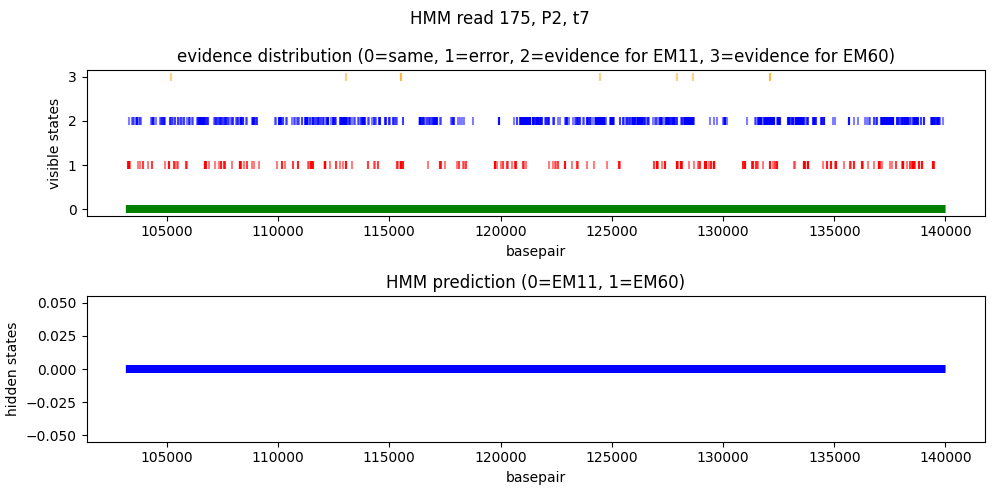 HMM read 175, P2, t7
evidence distribution (0=same, 1=error, 2=evidence for EM11, 3=evidence for EM60)
visible states
3
2
1
0
105000 110000 115000 120000 125000 130000 135000 140000
basepair
HMM prediction (0=EM11, 1=EM60)
hidden states
0.050
0.025
0.000
−0.025
−0.050
105000 110000 115000 120000 125000 130000 135000 140000
basepair